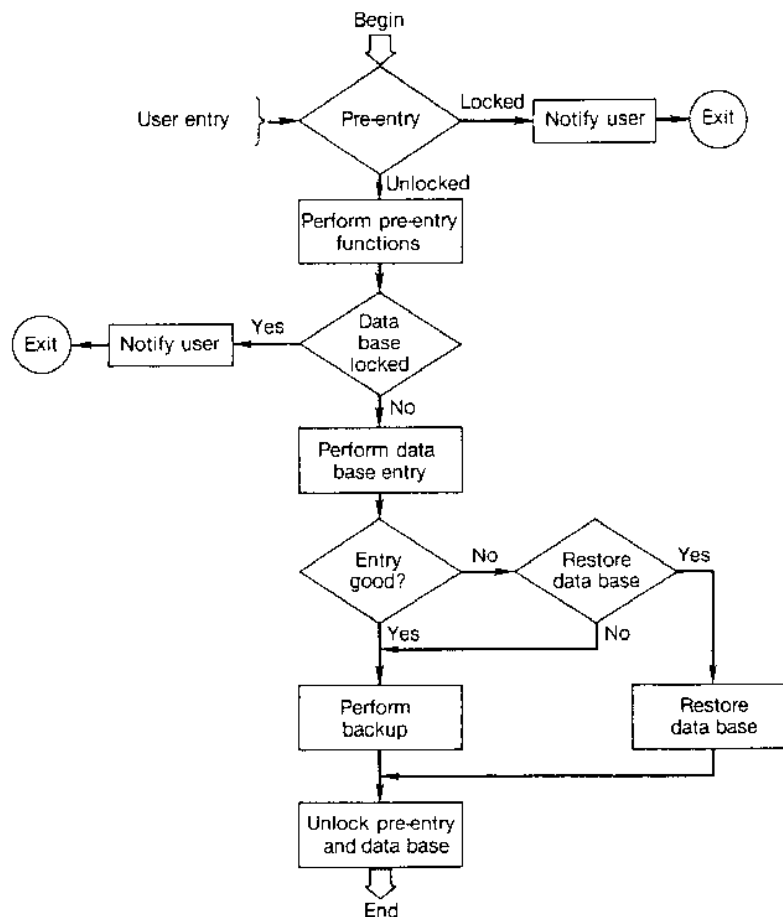 Begin
User entry
Pre-entry
Locked
Notify user
Exit
Unlocked
Perform pre-entry
functions
Exit
Notify user
Yes
Data
base
locked
No
Perform data
base entry
Entry
good?
No
Restore
data base
Yes
Yes
No
Perform
backup
Restore
data base
Unlock pre-entry
and data base
End